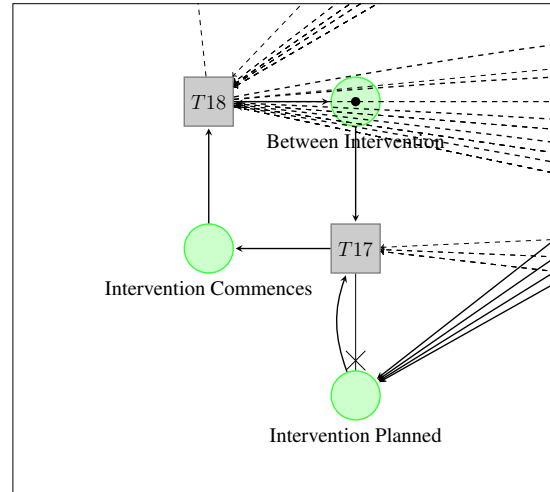 T18
Between Intervention
T17
Intervention Commences
Intervention Planned